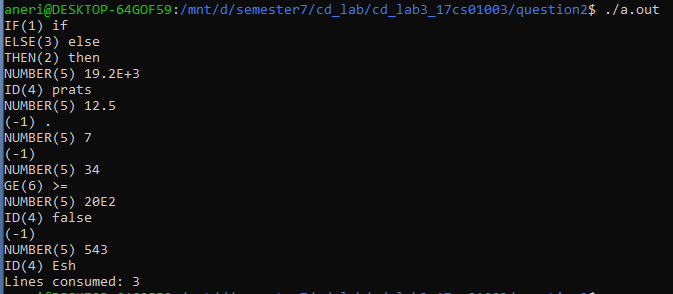 aneri@DESKTOP-64GOF59:/mnt/d/semester7/cd_lab/cd_lab3_17cs01003/question2$ ./a.out
IF(1) if
ELSE(3) else
THEN(2) then
NUMBER(5) 19.2E+3
ID(4) prats
NUMBER(5) 12.5
(-1) .
NUMBER(5) 7
(-1)
NUMBER(5) 34
GE(6) >=
NUMBER(5) 20E2
ID(4) false
(-1)
NUMBER(5) 543
ID(4) Esh
Lines consumed: 3